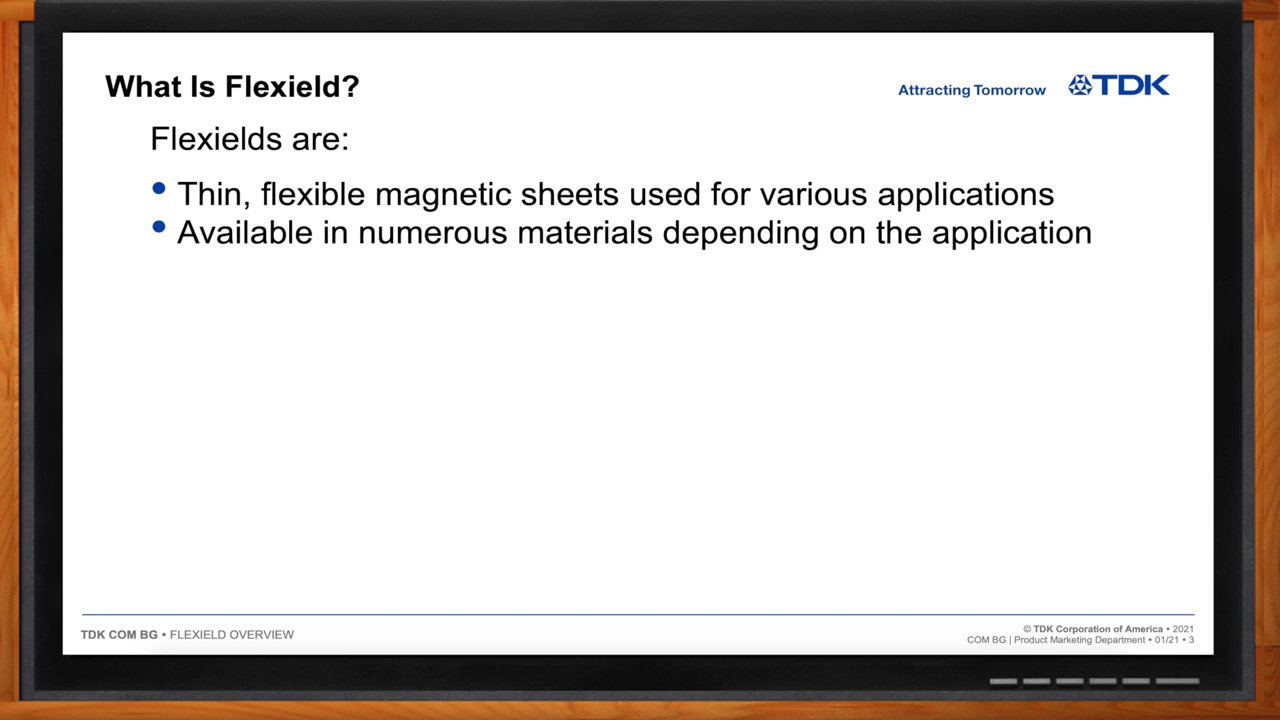 What Is Flexield?
Attracting Tomorrow TDK
Flexields are:
• Thin, flexible magnetic sheets used for various applications
• Available in numerous materials depending on the application
TDK COM BG • FLEXIELD OVERVIEW
© TDK Corporation of America • 2021
COM BG | Product Marketing Department • 01/21 • 3